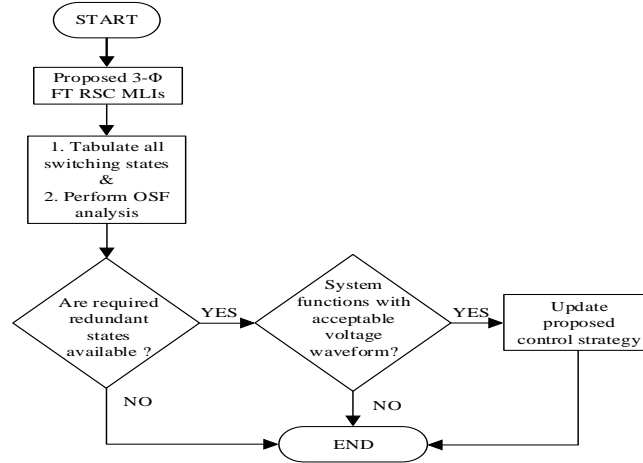 START
Proposed 3-Φ
FT RSC MLIs
1. Tabulate all
switching states
&
2. Perform OSF
analysis
Are required
redundant
states
available ?
YES
System
functions with
acceptable
voltage
waveform?
YES
Update
proposed
control strategy
NO
NO
END